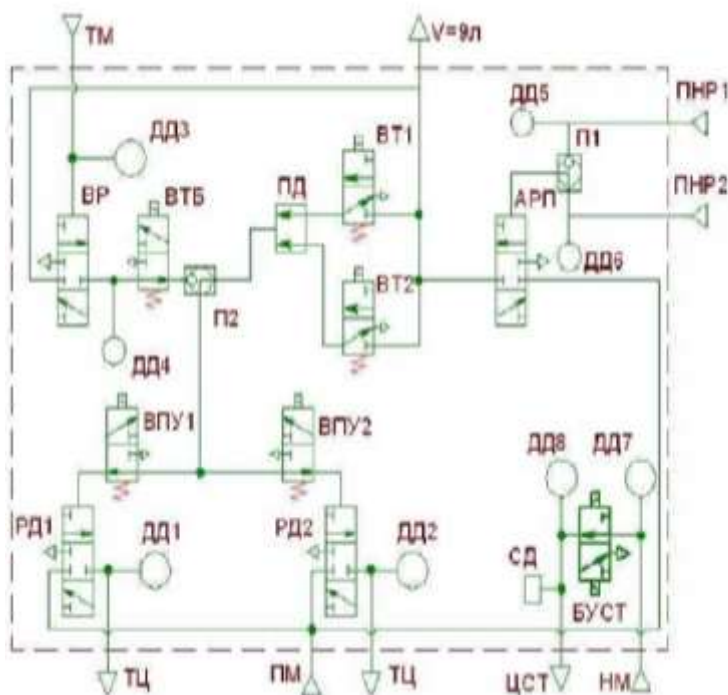 ТМ
V=9л
ДД5
ПНР1
ДД3
ВТ1
П1
ВР
ВТБ
ПД
АРП
ПНР2
ВТ2
ДД6
П2
ДД4
ВПУ1
ВПУ2
ДД8
ДД7
РД1
ДД1
РД2
ДД2
СД
БУСТ
ТЦ
ПМ
ТЦ
ЦСТ
НМ